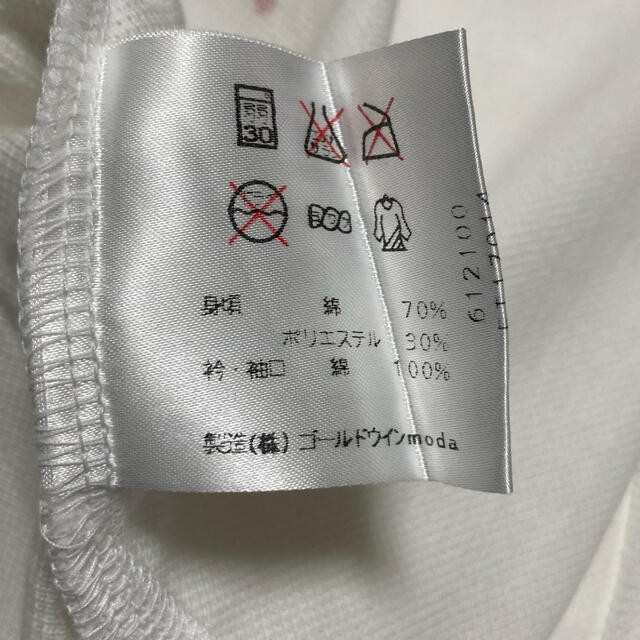 弱
30
身頃 綿 70%
ポリエステル 30%
衿・袖口 綿 100%
製造(株)ゴールドウインmoda
612100